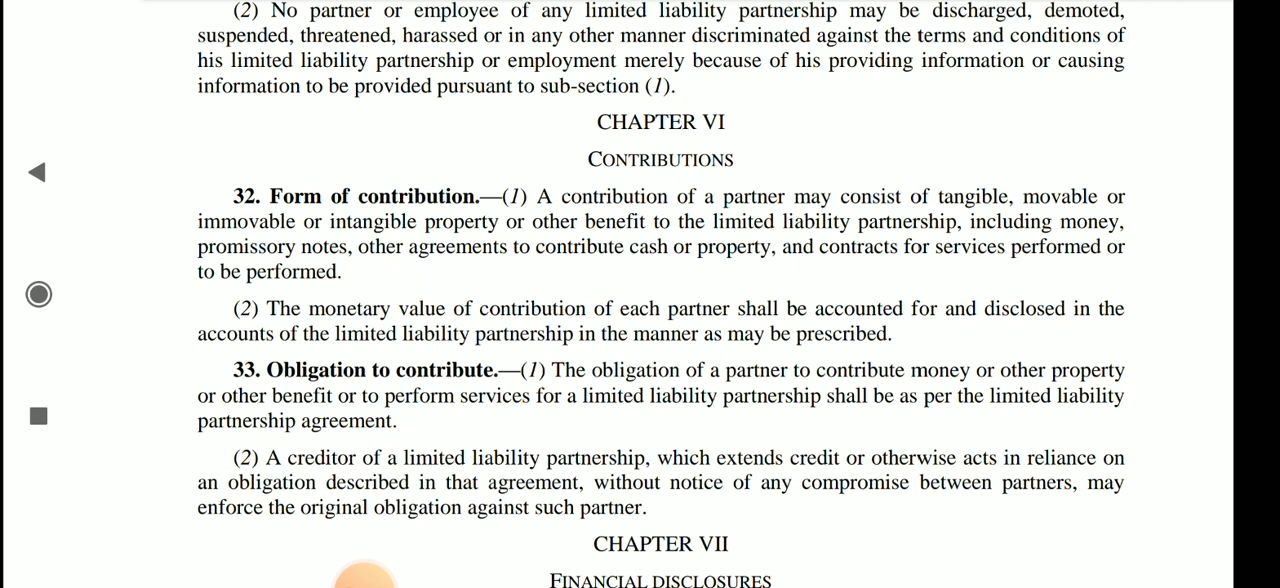 (2) No partner or employee of any limited liability partnership may be discharged, demoted,
suspended, threatened, harassed or in any other manner discriminated against the terms and conditions of
his limited liability partnership or employment merely because of his providing information or causing
information to be provided pursuant to sub-section (1).
CHAPTER VI
CONTRIBUTIONS
32. Form of contribution.—(1) A contribution of a partner may consist of tangible, movable or
immovable or intangible property or other benefit to the limited liability partnership, including money,
promissory notes, other agreements to contribute cash or property, and contracts for services performed or
to be performed.
(2) The monetary value of contribution of each partner shall be accounted for and disclosed in the
accounts of the limited liability partnership in the manner as may be prescribed.
33. Obligation to contribute.—(1) The obligation of a partner to contribute money or other property
or other benefit or to perform services for a limited liability partnership shall be as per the limited liability
partnership agreement.
(2) A creditor of a limited liability partnership, which extends credit or otherwise acts in reliance on
an obligation described in that agreement, without notice of any compromise between partners, may
enforce the original obligation against such partner.
CHAPTER VII
FINANCIAL DISCLOSURES